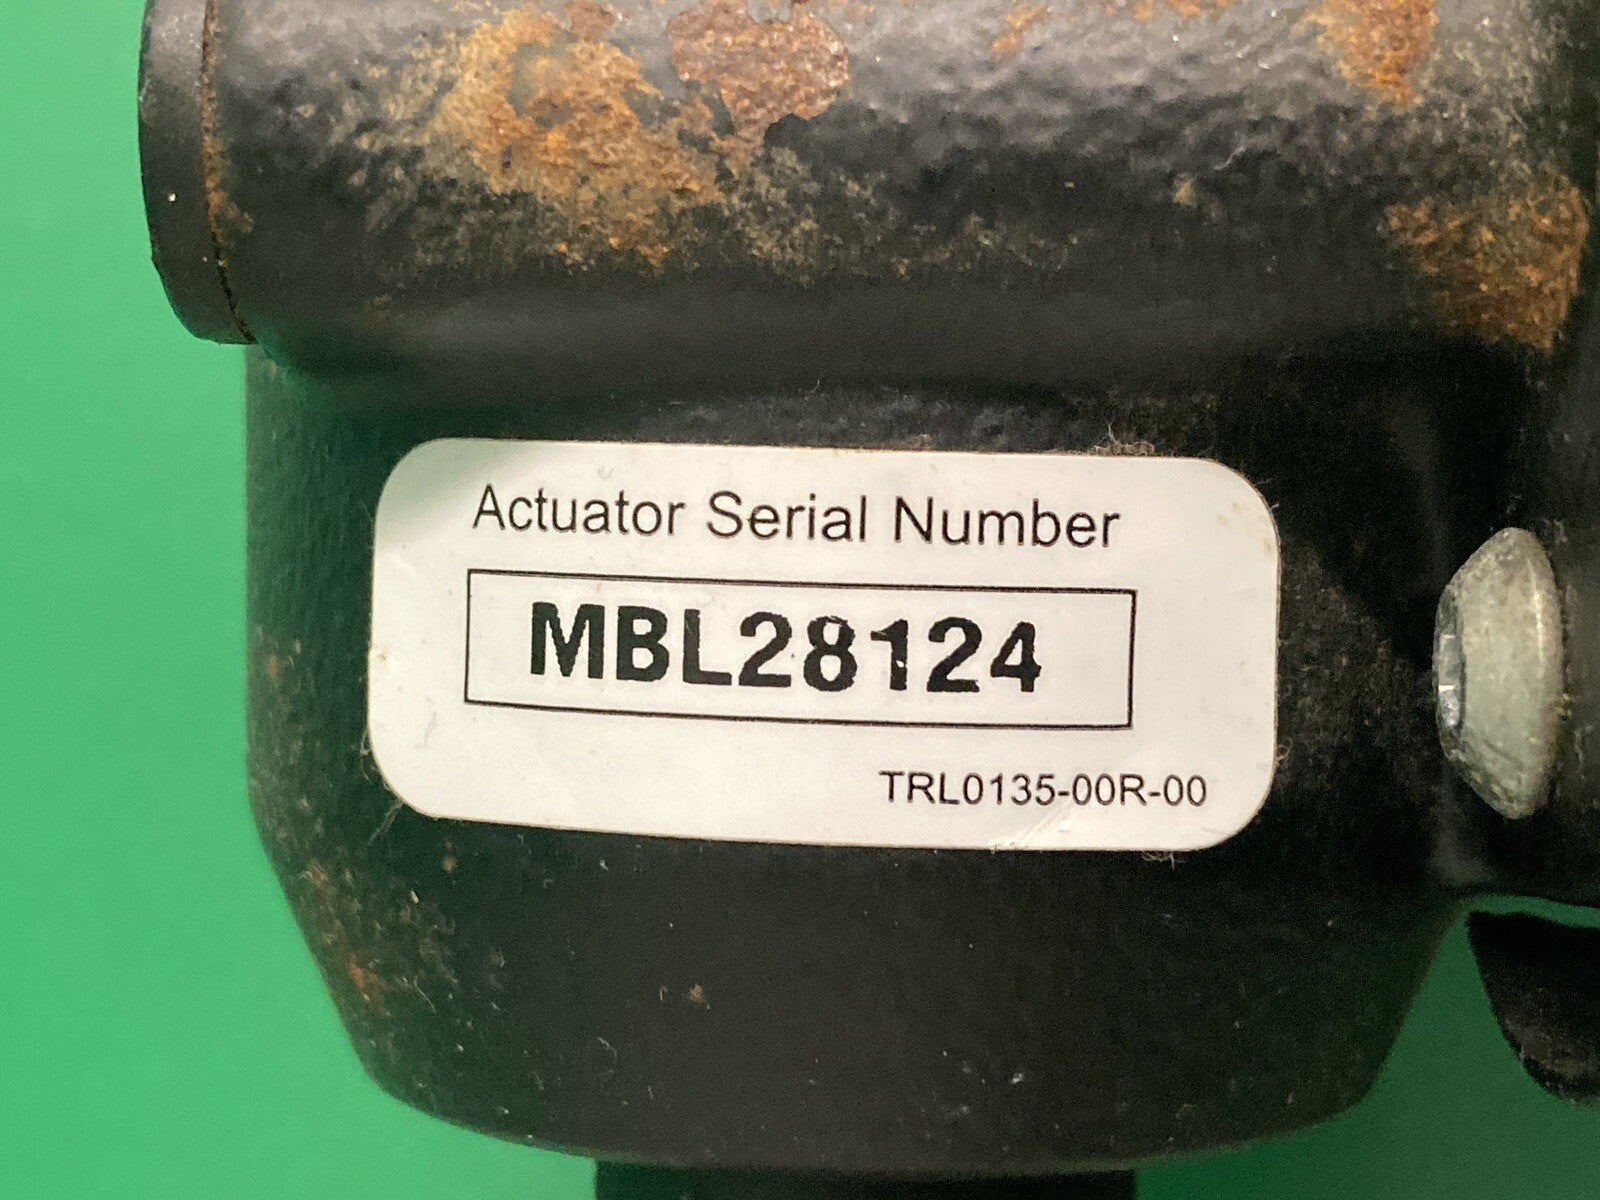 Actuator Serial Number
MBL28124
TRL0135-00R-00